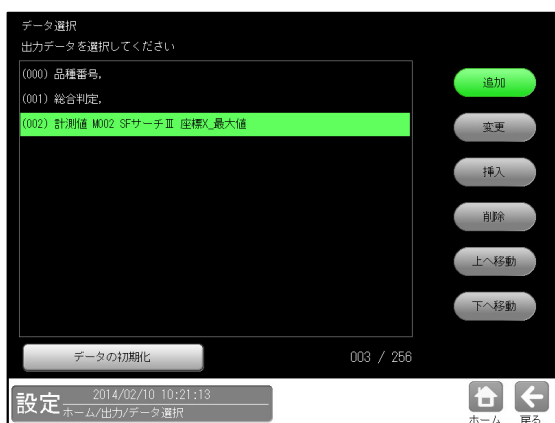 データ選択
出力データを選択してください
(000) 品種番号,
(001) 総合判定,
(002) 計測値 M002 SFサーチⅢ 座標X_最大値
追加
変更
挿入
削除
上へ移動
下へ移動
データの初期化
003 / 256
設定
2014/02/10 10:21:13
ホーム/出力/データ選択
ホーム
戻る